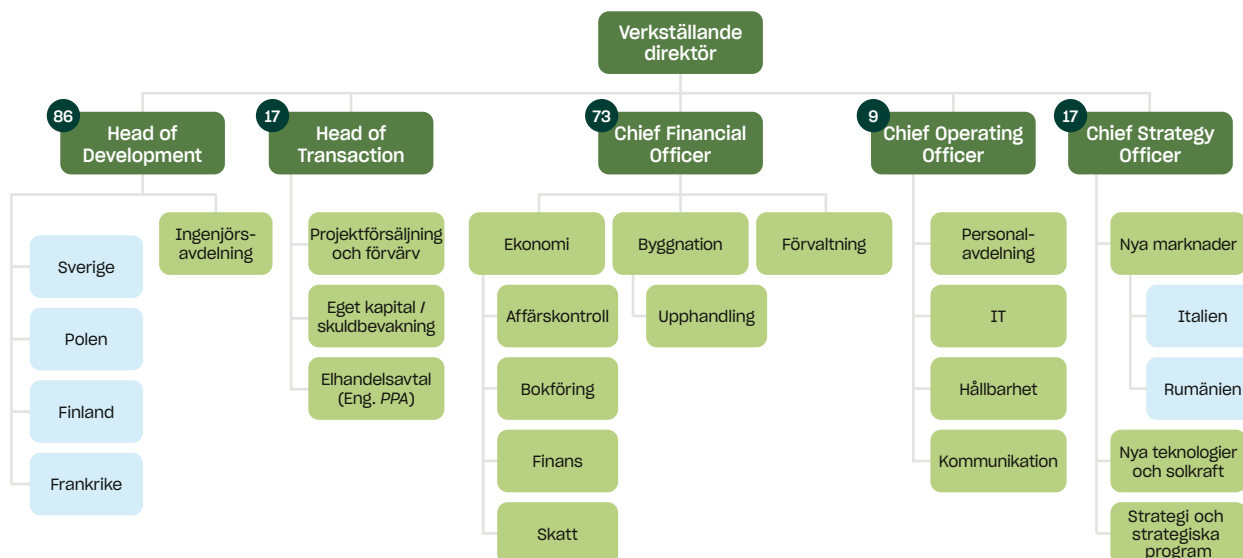 Verkställande
direktör
86
Head of
Development
17
Head of
Transaction
73
Chief Financial
Officer
9
Chief Operating
Officer
17
Chief Strategy
Officer
Sverige
Polen
Finland
Frankrike
Ingenjörs-
avdelning
Projektförsäljning
och förvärv
Eget kapital /
skuldbevakning
Elhandelsavtal
(Eng. PPA)
Ekonomi
Affärskontroll
Bokföring
Finans
Skatt
Byggnation
Upphandling
Förvaltning
Personal-
avdelning
IT
Hållbarhet
Kommunikation
Nya marknader
Italien
Rumänien
Nya teknologier
och solkraft
Strategi och
strategiska
program